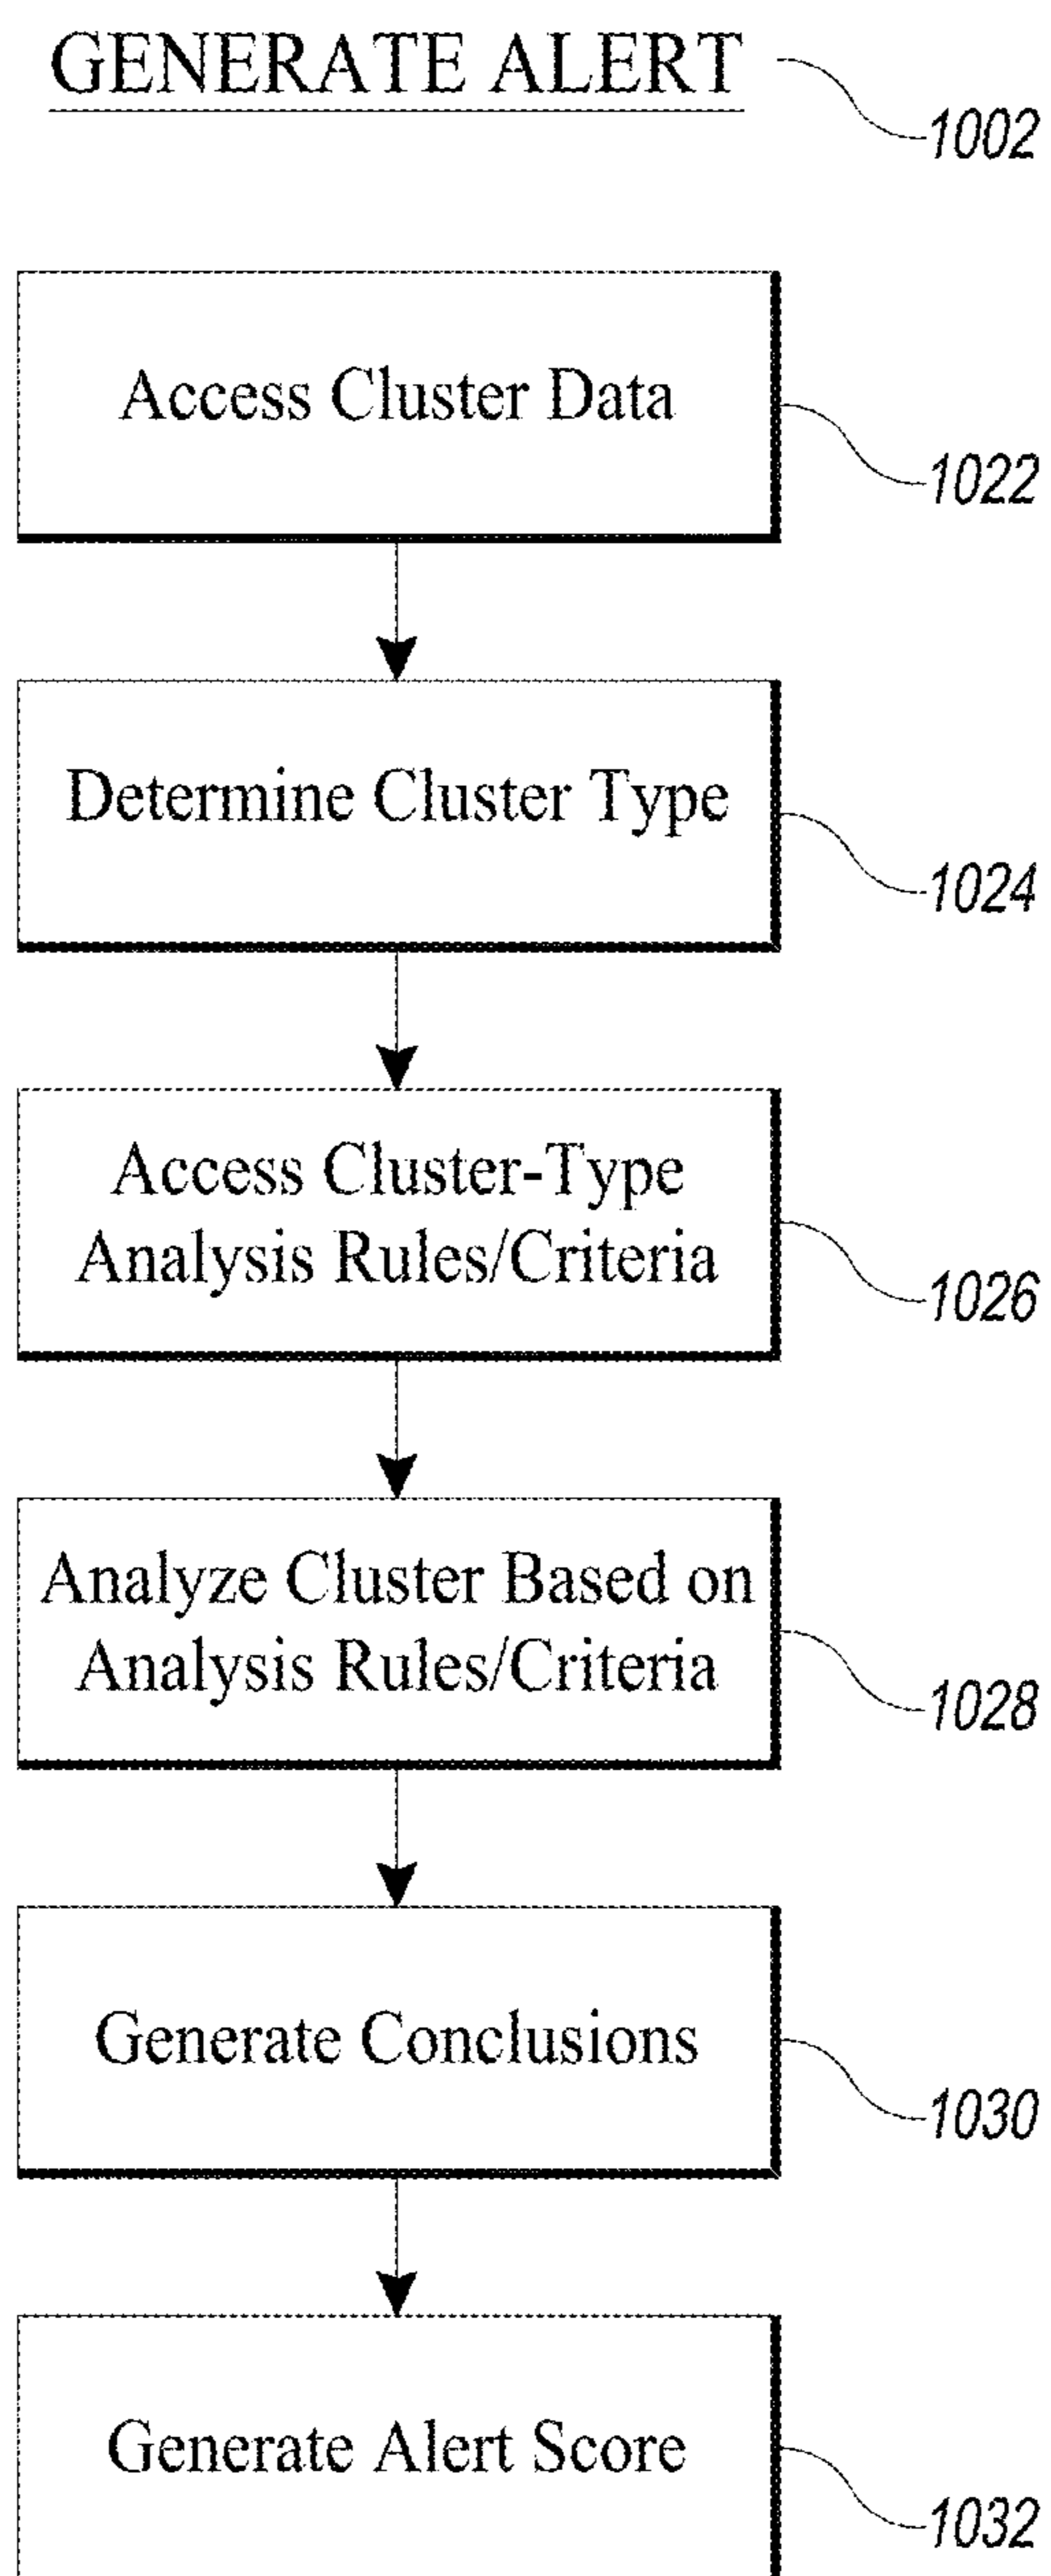 GENERATE ALERT
1002
Access Cluster Data
1022
Determine Cluster Type
1024
Access Cluster-Type
Analysis Rules/Criteria
1026
Analyze Cluster Based on
Analysis Rules/Criteria
1028
Generate Conclusions
1030
Generate Alert Score
1032